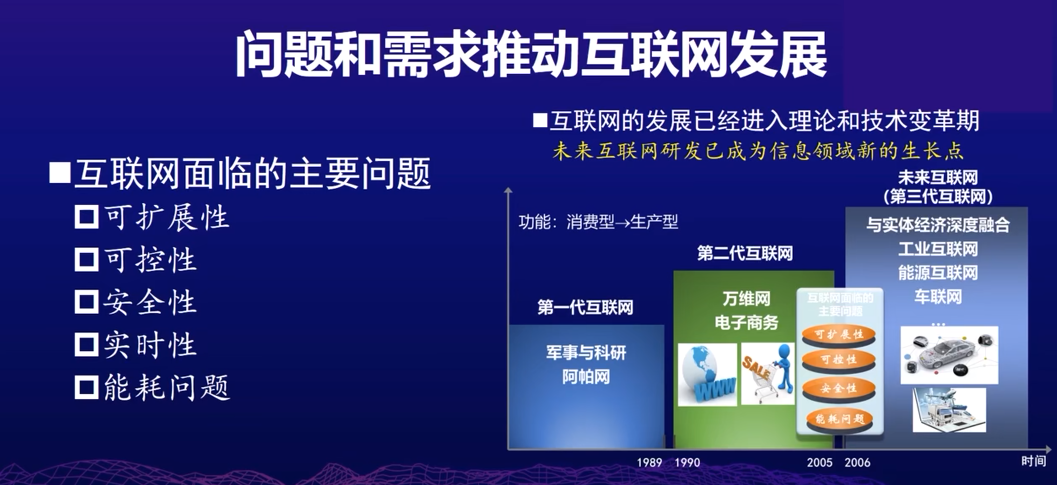 问题和需求推动互联网发展
■互联网面临的主要问题
□可扩展性
□可控性
□安全性
□实时性
□能耗问题
■互联网的发展已经进入理论和技术变革期
未来互联网研发已成为信息领域新的生长点
功能：消费型→生产型
第一代互联网
军事与科研
阿帕网
第二代互联网
万维网
电子商务
WWW
SALE
互联网面临的
主要问题
可扩展性
可控性
安全性
能耗问题
未来互联网
(第三代互联网)
与实体经济深度融合
工业互联网
能源互联网
车联网
…
1989
1990
2005
2006
时间